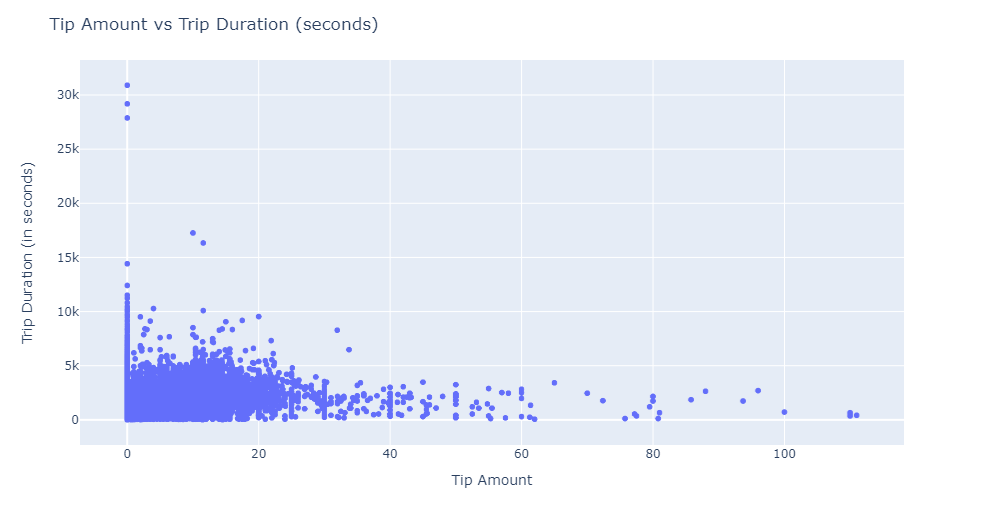 Tip Amount vs Trip Duration (seconds)
30k
25k
20k
15k
10k
5k
0
Trip Duration (in seconds)
0 20 40 60 80 100
Tip Amount